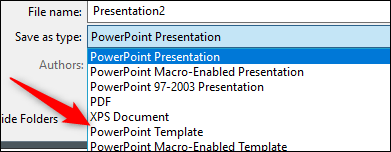 File name: Presentation2
Save as type: PowerPoint Presentation
PowerPoint Presentation
Authors:
PowerPoint Macro-Enabled Presentation
PowerPoint 97-2003 Presentation
PDF
XPS Document
ide Folders
PowerPoint Template
PowerPoint Macro-Enabled Template